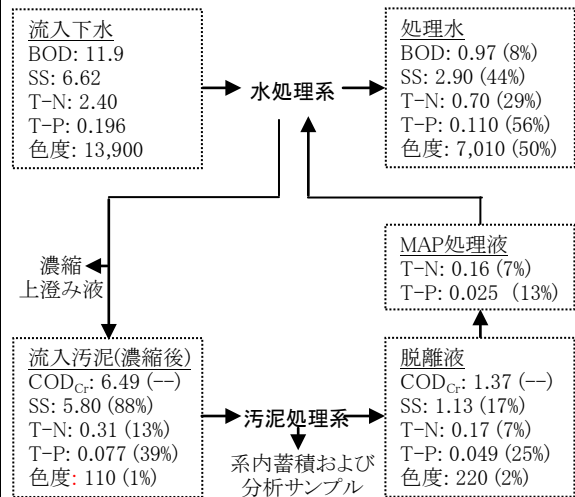 流入下水
BOD: 11.9
SS: 6.62
T-N: 2.40
T-P: 0.196
色度: 13,900
水処理系
処理水
BOD: 0.97 (8%)
SS: 2.90 (44%)
T-N: 0.70 (29%)
T-P: 0.110 (56%)
色度: 7,010 (50%)
濃縮
上澄み液
MAP処理液
T-N: 0.16 (7%)
T-P: 0.025 (13%)
流入汚泥(濃縮後)
CODCr: 6.49 (--)
SS: 5.80 (88%)
T-N: 0.31 (13%)
T-P: 0.077 (39%)
色度: 110 (1%)
汚泥処理系
系内蓄積および
分析サンプル
脱離液
CODCr: 1.37 (--)
SS: 1.13 (17%)
T-N: 0.17 (7%)
T-P: 0.049 (25%)
色度: 220 (2%)